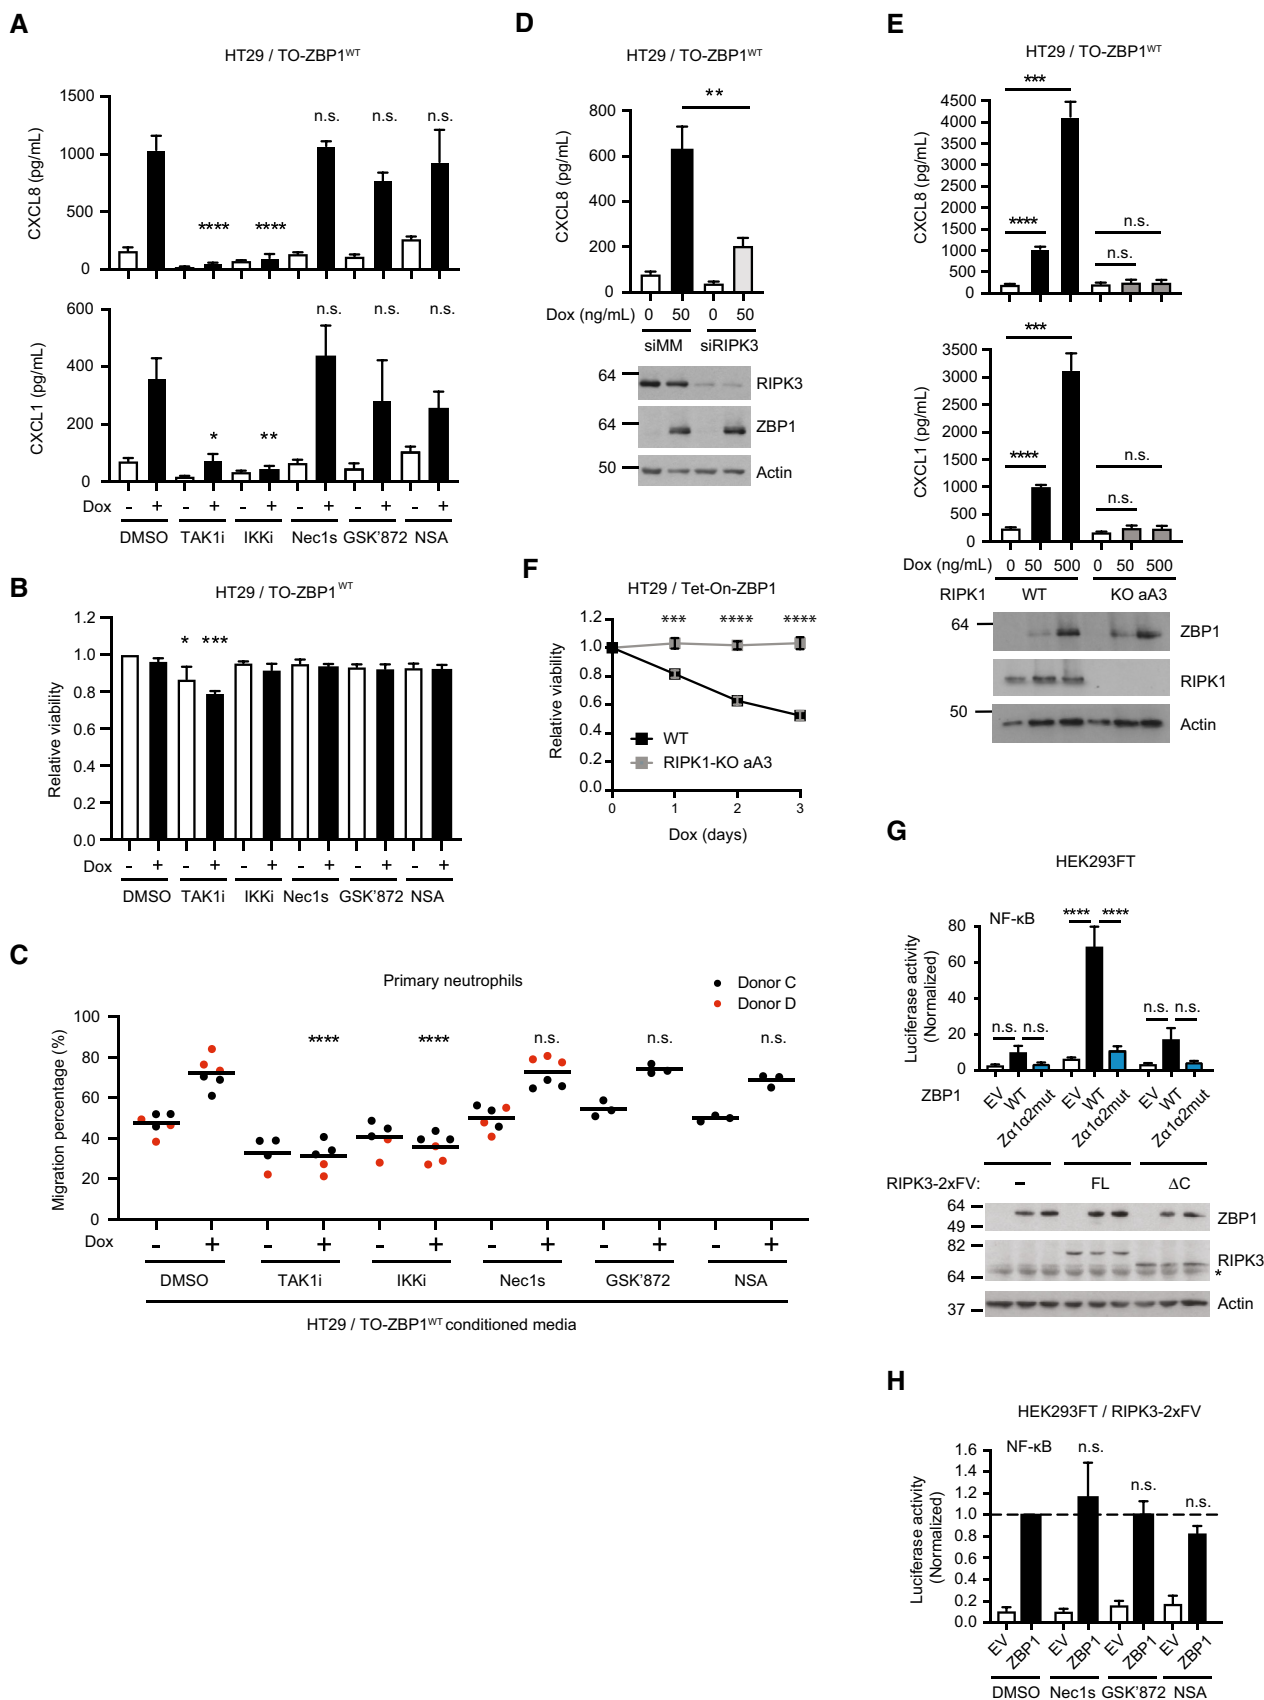 A
HT29 / TO-ZBP1WT
CXCL8 (pg/mL)
1500
1000
500
0
n.s. n.s. n.s.
**** ****
CXCL1 (pg/mL)
600
400
200
0
n.s. n.s. n.s.
* **
Dox - + - + - + - + - + - +
DMSO TAK1i IKKi Nec1s GSK'872 NSA
B
HT29 / TO-ZBP1WT
Relative viability
1.2
1.0
0.8
0.6
0.4
0.2
0.0
* ***
Dox - + - + - + - + - + - +
DMSO TAK1i IKKi Nec1s GSK'872 NSA
C
Primary neutrophils
Donor C
Donor D
Migration percentage (%)
100
80
60
40
20
0
**** **** n.s. n.s. n.s.
Dox - + - + - + - + - + - +
DMSO TAK1i IKKi Nec1s GSK'872 NSA
HT29 / TO-ZBP1WT conditioned media
D
HT29 / TO-ZBP1WT
CXCL8 (pg/mL)
800
600
400
200
0
**
Dox (ng/mL) 0 50 0 50
siMM siRIPK3
64 RIPK3
64 ZBP1
50 Actin
E
HT29 / TO-ZBP1WT
CXCL8 (pg/mL)
4500
4000
3500
3000
2500
2000
1500
1000
500
0
***
****
n.s.
n.s.
CXCL1 (pg/mL)
3500
3000
2500
2000
1500
1000
500
0
***
****
n.s.
n.s.
Dox (ng/mL) 0 50 500 0 50 500
RIPK1 WT KO aA3
64 ZBP1
RIPK1
50 Actin
F
HT29 / Tet-On-ZBP1
Relative viability
1.2
1.0
0.8
0.6
0.4
0.2
0.0
*** **** ****
WT
RIPK1-KO aA3
0 1 2 3
Dox (days)
G
HEK293FT
NF-κB
Luciferase activity
(Normalized)
80
60
40
20
0
n.s. n.s. **** **** n.s. n.s.
ZBP1 EV WT Zα1α2mut EV WT Zα1α2mut EV WT Zα1α2mut
RIPK3-2xFV: – FL ΔC
64
49
ZBP1
82
64
RIPK3
*
37 Actin
H
HEK293FT / RIPK3-2xFV
NF-κB
Luciferase activity
(Normalized)
1.6
1.4
1.2
1.0
0.8
0.6
0.4
0.2
0.0
n.s. n.s. n.s.
EV ZBP1 EV ZBP1 EV ZBP1 EV ZBP1
DMSO Nec1s GSK'872 NSA